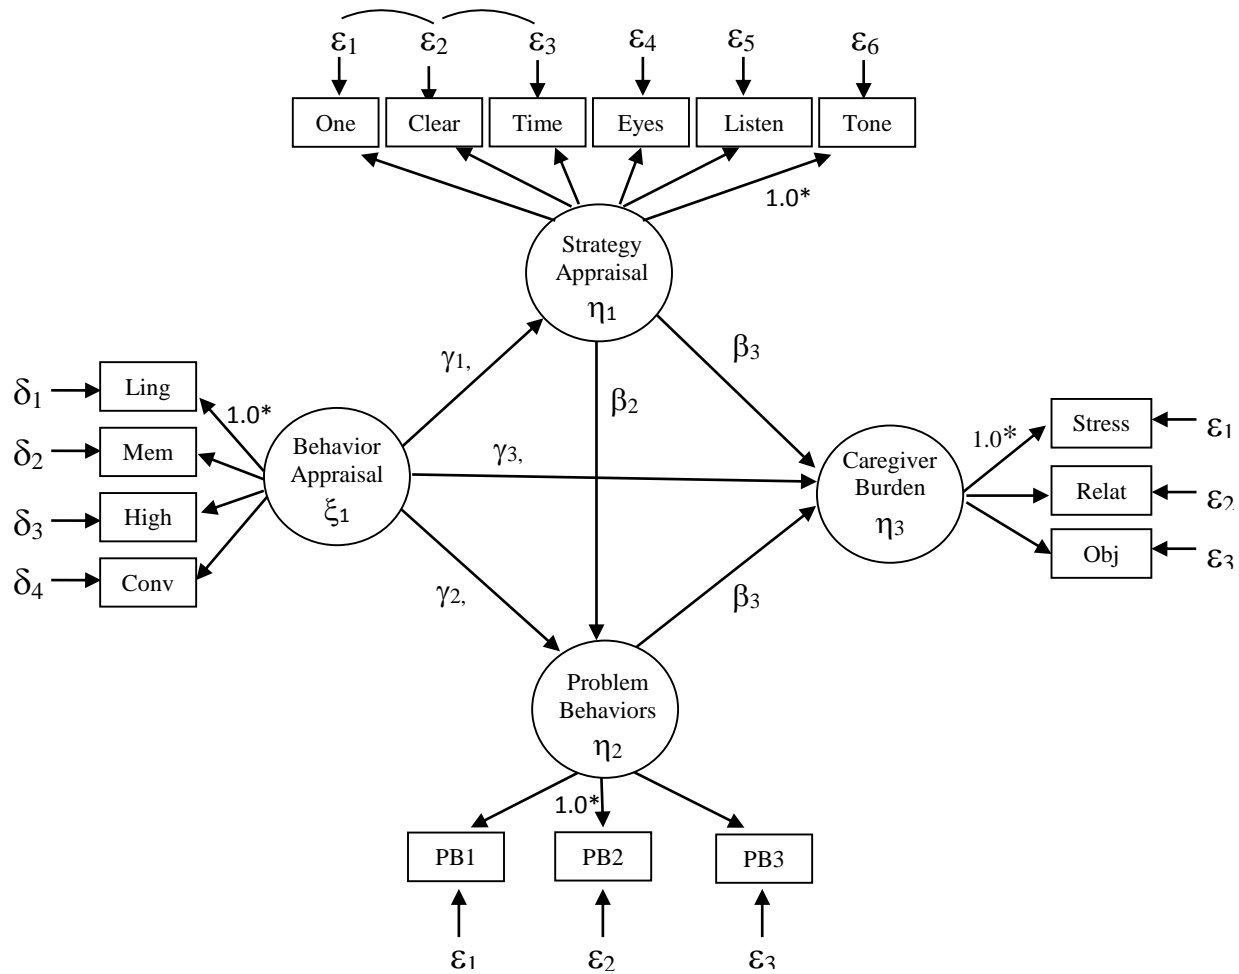 ε1 ε2 ε3 ε4 ε5 ε6
One Clear Time Eyes Listen Tone
1.0*
Strategy
Appraisal
η1
γ1,
β3
β2
δ1 Ling
1.0*
δ2 Mem
δ3 High
δ4 Conv
Behavior
Appraisal
ξ1
γ3,
γ2,
Caregiver
Burden
η3
1.0*
Stress ε1
Relat ε2
Obj ε3
β3
Problem
Behaviors
η2
1.0*
PB1 PB2 PB3
ε1 ε2 ε3